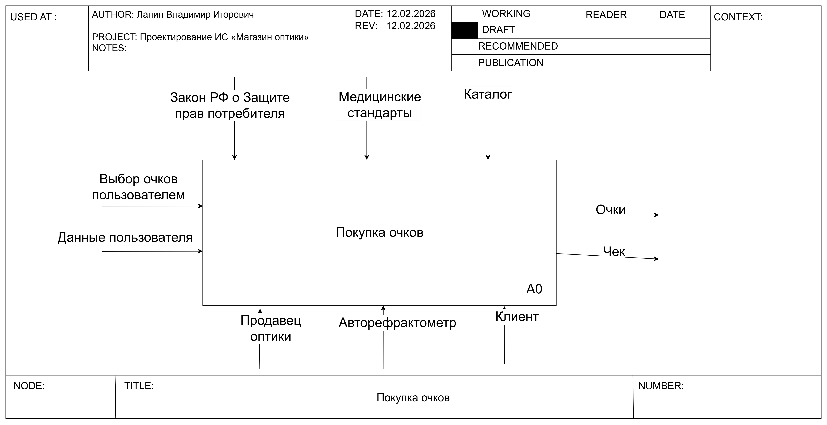 USED AT :
AUTHOR: Лапин Владимир Игоревич
DATE: 12.02.2026
REV: 12.02.2026
PROJECT: Проектирование ИС «Магазин оптики»
NOTES:
WORKING
READER
DATE
DRAFT
RECOMMENDED
PUBLICATION
CONTEXT:
Закон РФ о Защите
прав потребителя
Медицинские
стандарты
Каталог
Выбор очков
пользователем
Данные пользователя
Покупка очков
A0
Очки
Чек
Продавец
оптики
Авторефрактометр
Клиент
NODE:
TITLE:
Покупка очков
NUMBER: